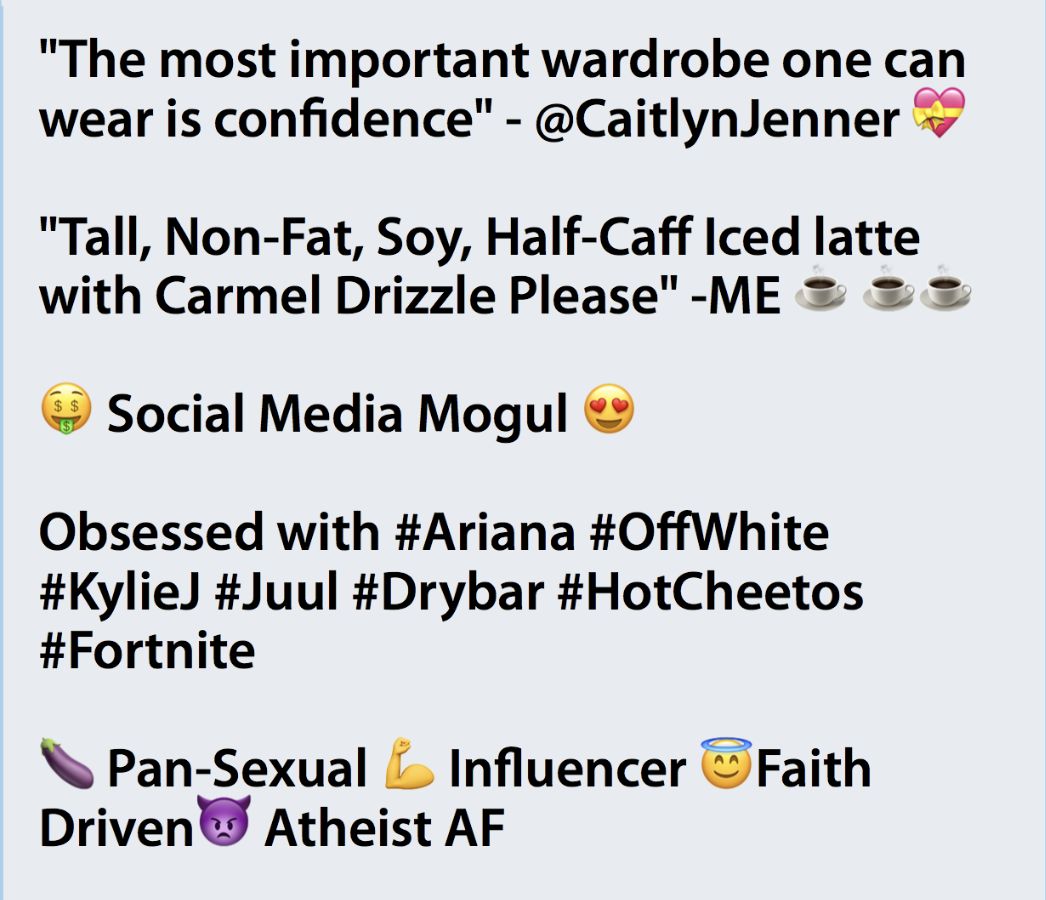 "The most important wardrobe one can
wear is confidence" - @CaitlynJenner 💝
"Tall, Non-Fat, Soy, Half-Caff Iced latte
with Carmel Drizzle Please" -ME ☕ ☕☕
🤑 Social Media Mogul 😍
Obsessed with #Ariana #OffWhite
#KylieJ #Juul #Drybar #HotCheetos
#Fortnite
🍆 Pan-Sexual 💪 Influencer 😇Faith
Driven👿 Atheist AF